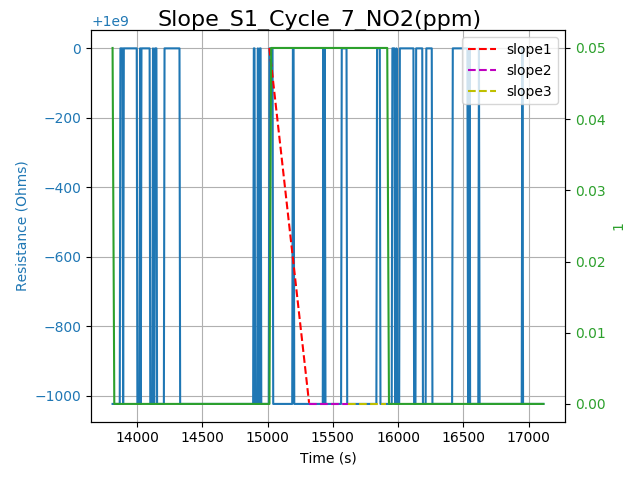 Slope_S1_Cycle_7_NO2(ppm)
+1e9
0
−200
−400
−600
−800
−1000
Resistance (Ohms)
14000 14500 15000 15500 16000 16500 17000
Time (s)
0.05
0.04
0.03
0.02
0.01
0.00
1
slope1
slope2
slope3